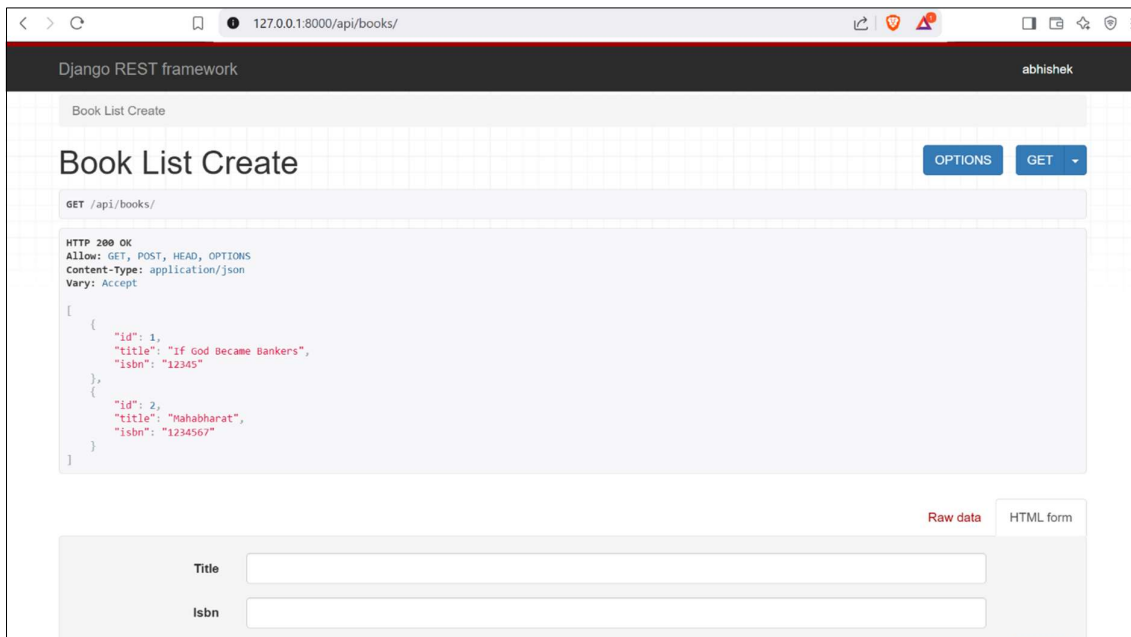 127.0.0.1:8000/api/books/
Django REST framework
abhishek
Book List Create
Book List Create
OPTIONS
GET
GET /api/books/
HTTP 200 OK
Allow: GET, POST, HEAD, OPTIONS
Content-Type: application/json
Vary: Accept
[
{
"id": 1,
"title": "If God Became Bankers",
"isbn": "12345"
},
{
"id": 2,
"title": "Mahabharat",
"isbn": "1234567"
}
]
Raw data
HTML form
Title
Isbn